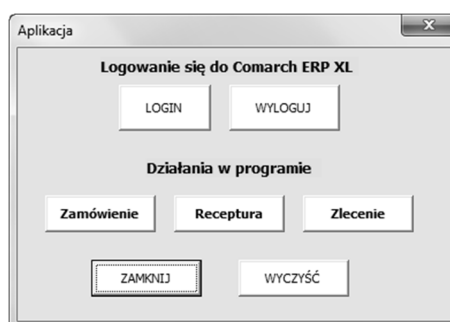 Aplikacja
Logowanie się do Comarch ERP XL
LOGIN WYLOGUJ
Działania w programie
Zamówienie Receptura Zlecenie
ZAMKNIJ WYCZYŚĆ